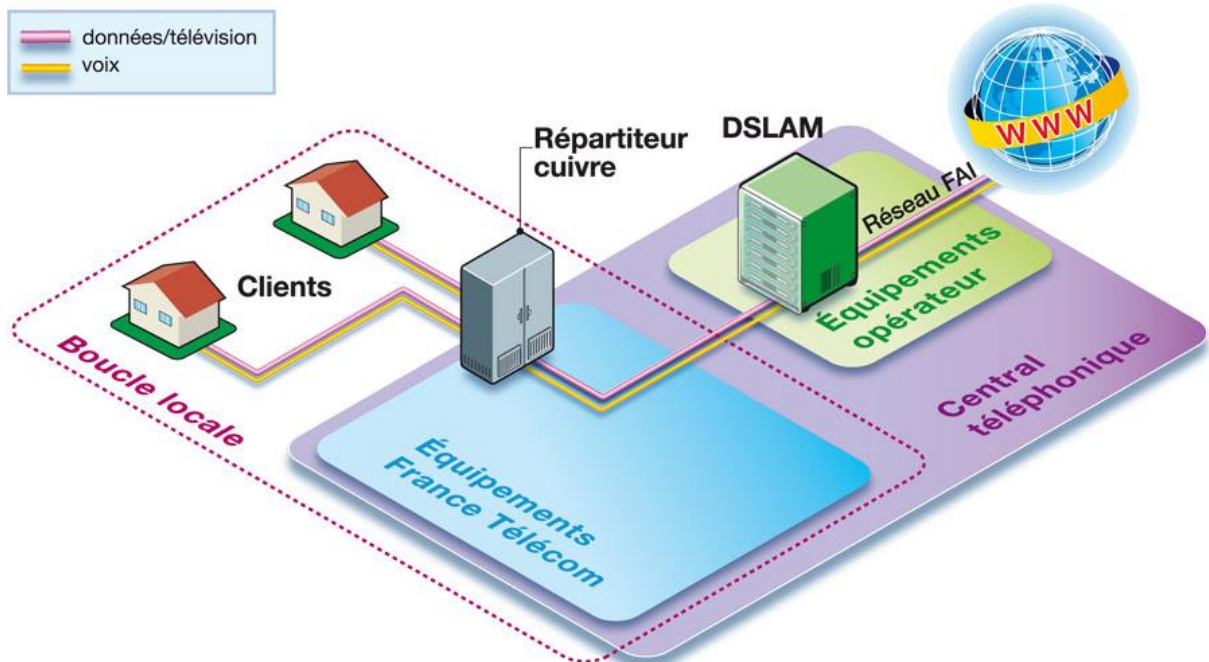 données/télévision
voix
WWW
DSLAM
Répartiteur
cuivre
Réseau FAI
Clients
Équipements
opérateur
Boucle locale
Central
téléphonique
Équipements
France Télécom